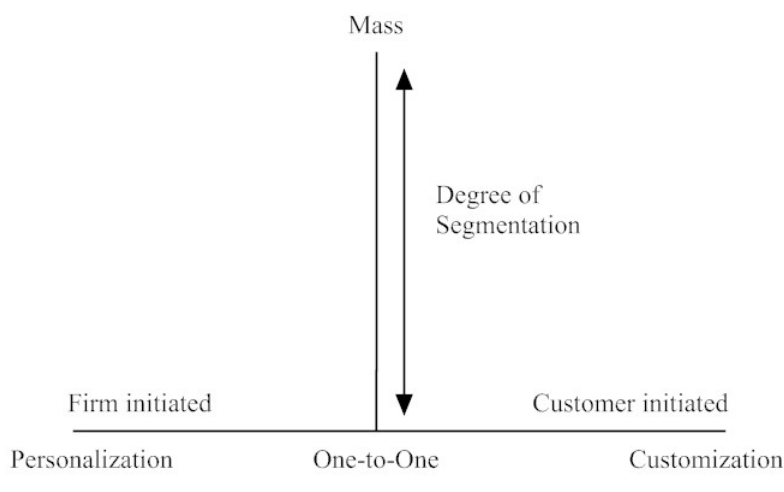 Mass
Degree of
Segmentation
Firm initiated
Customer initiated
Personalization
One-to-One
Customization